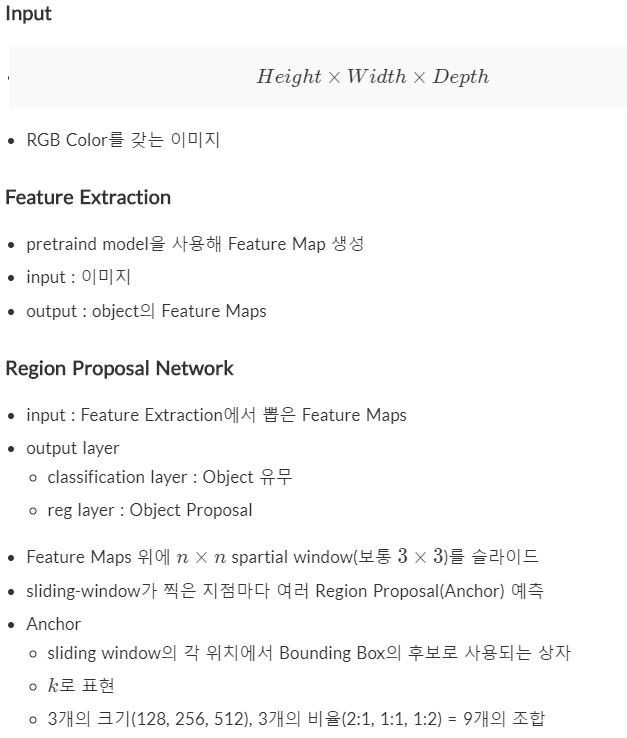 Input
Height × Width × Depth
RGB Color를 갖는 이미지
Feature Extraction
pretraind model을 사용해 Feature Map 생성
input : 이미지
output : object의 Feature Maps
Region Proposal Network
input : Feature Extraction에서 뽑은 Feature Maps
output layer
classification layer : Object 유무
reg layer : Object Proposal
Feature Maps 위에 n × n spartial window(보통 3 × 3)를 슬라이드
sliding-window가 찍은 지점마다 여러 Region Proposal(Anchor) 예측
Anchor
sliding window의 각 위치에서 Bounding Box의 후보로 사용되는 상자
k로 표현
3개의 크기(128, 256, 512), 3개의 비율(2:1, 1:1, 1:2) = 9개의 조합